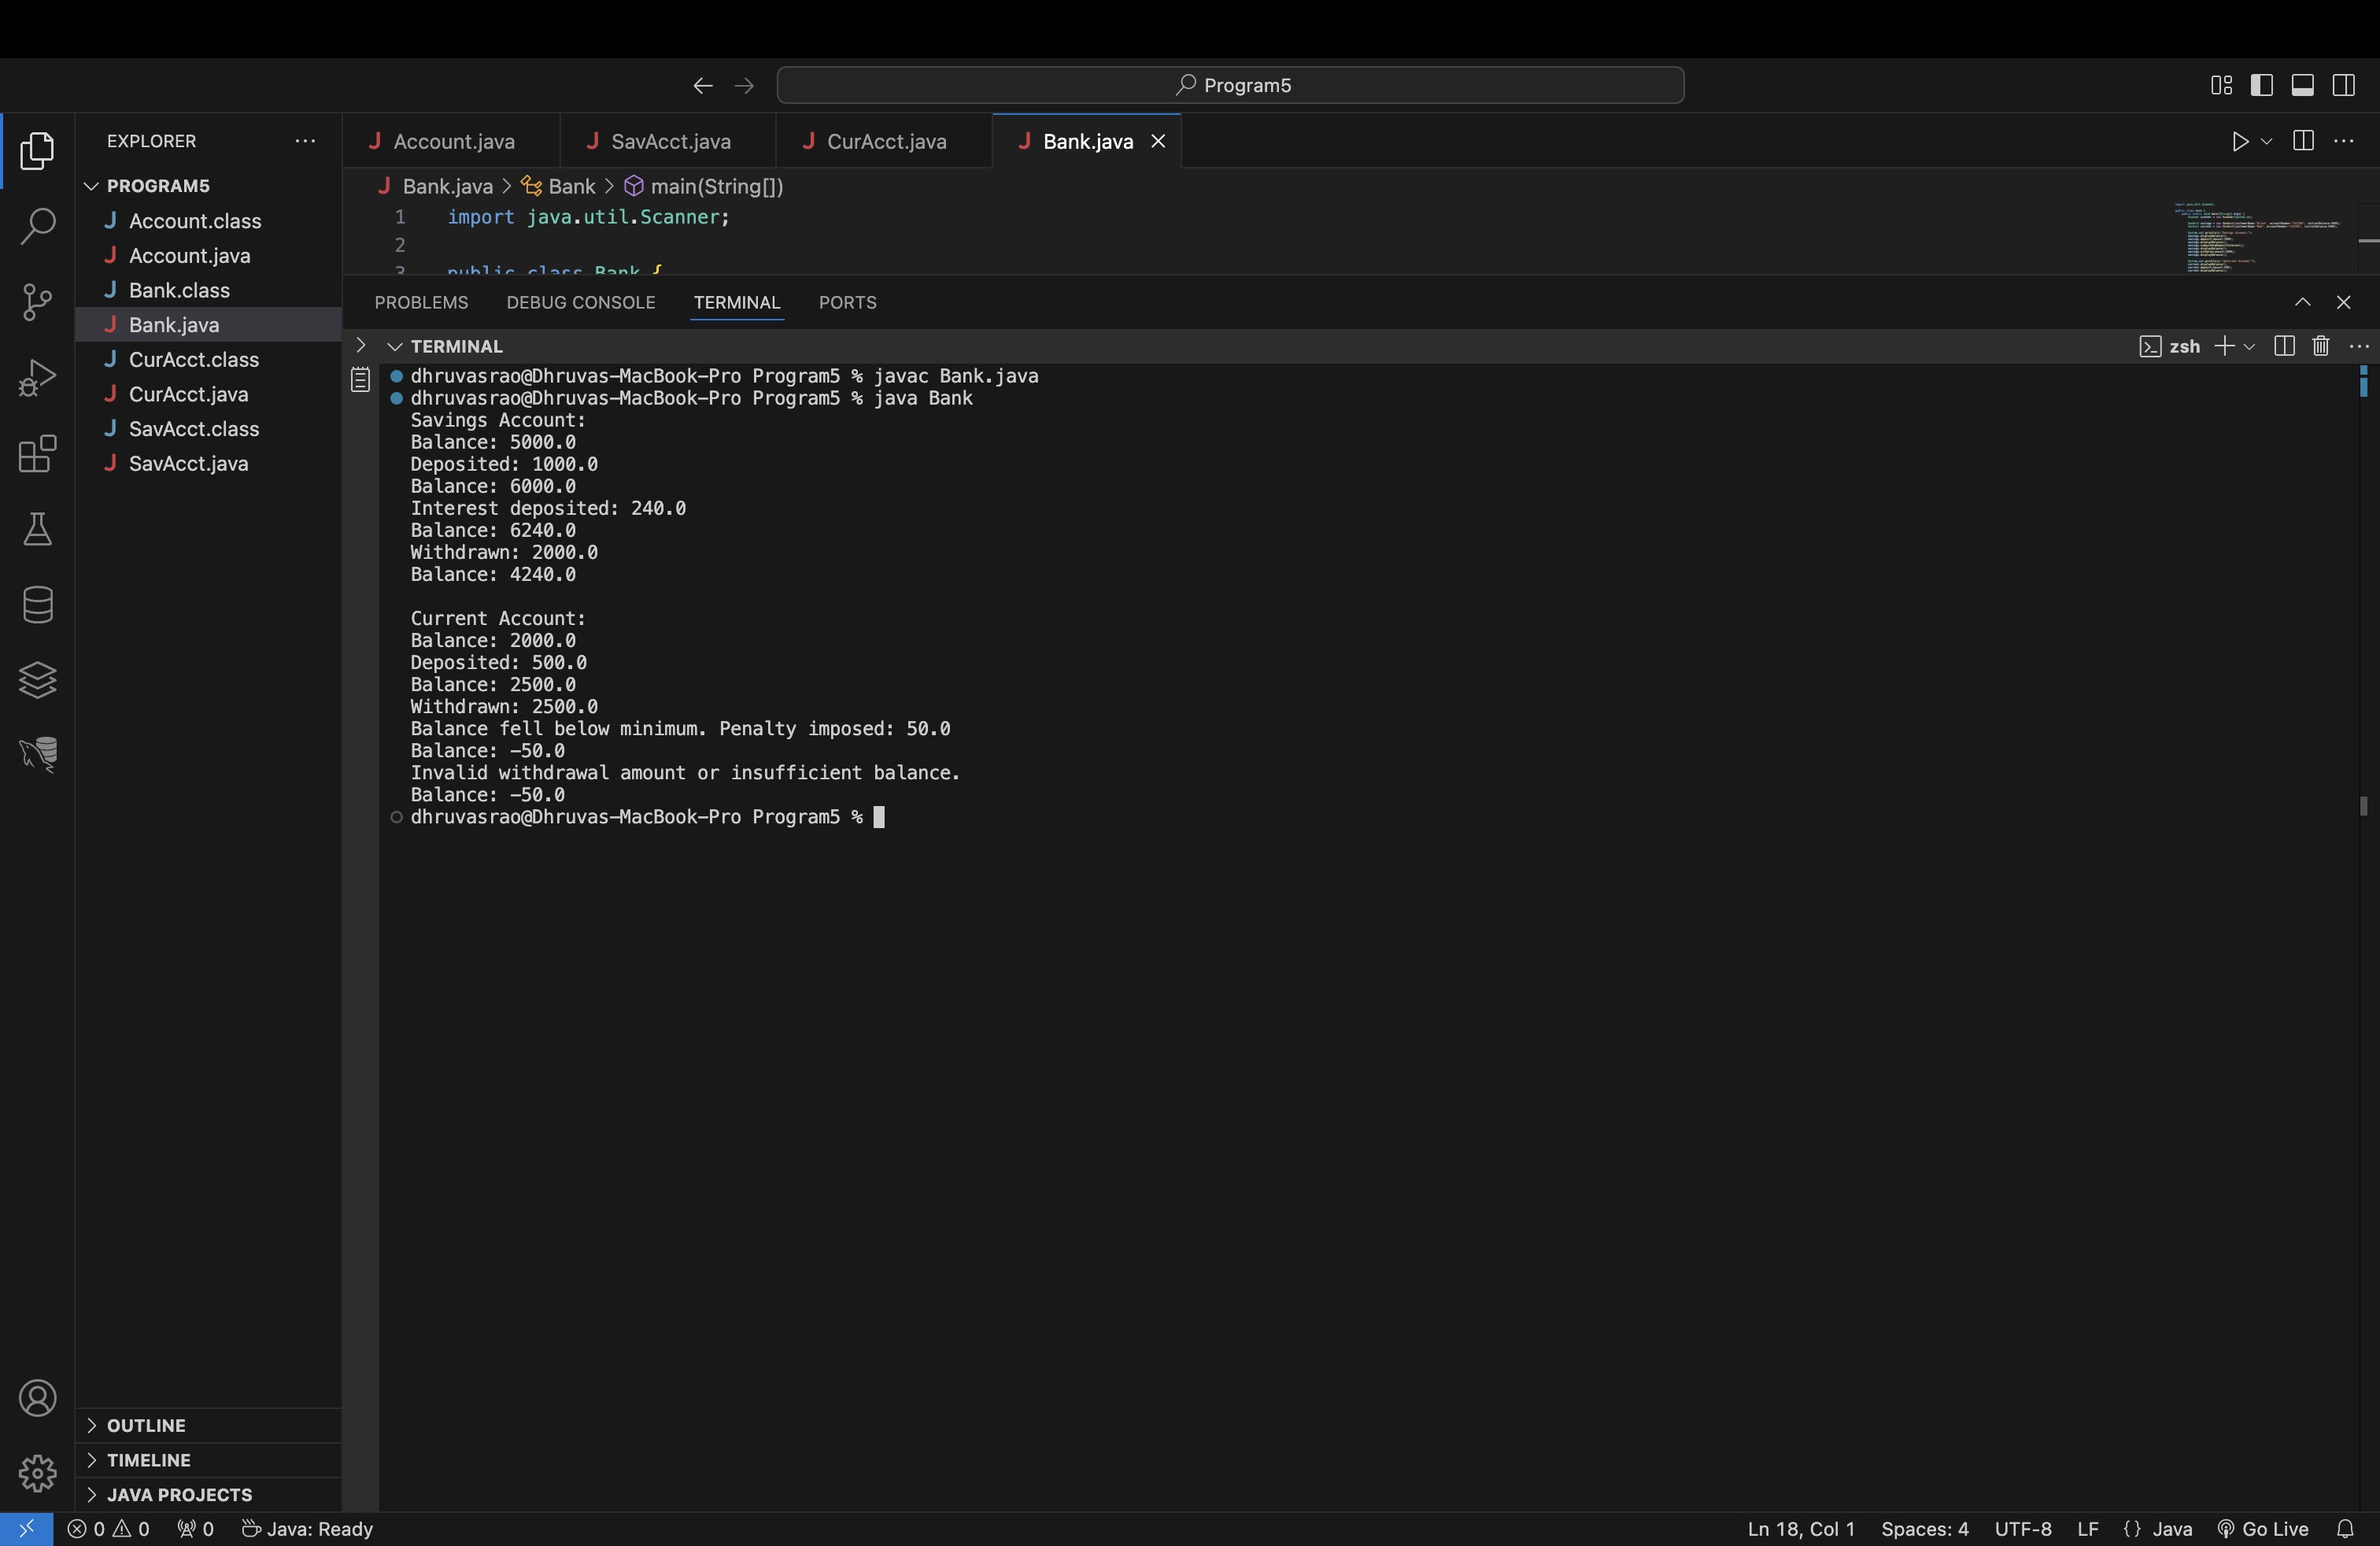 Program5
EXPLORER
Account.java
SavAcct.java
CurAcct.java
Bank.java
PROGRAM5
Account.class
Account.java
Bank.class
Bank.java
CurAcct.class
CurAcct.java
SavAcct.class
SavAcct.java
OUTLINE
TIMELINE
JAVA PROJECTS
Bank.java > Bank > main(String[])
1 import java.util.Scanner;
2
3 public class Bank {
PROBLEMS DEBUG CONSOLE TERMINAL PORTS
TERMINAL
zsh
dhruvasrao@Dhruvas-MacBook-Pro Program5 % javac Bank.java
dhruvasrao@Dhruvas-MacBook-Pro Program5 % java Bank
Savings Account:
Balance: 5000.0
Deposited: 1000.0
Balance: 6000.0
Interest deposited: 240.0
Balance: 6240.0
Withdrawn: 2000.0
Balance: 4240.0
Current Account:
Balance: 2000.0
Deposited: 500.0
Balance: 2500.0
Withdrawn: 2500.0
Balance fell below minimum. Penalty imposed: 50.0
Balance: -50.0
Invalid withdrawal amount or insufficient balance.
Balance: -50.0
dhruvasrao@Dhruvas-MacBook-Pro Program5 %
0 0 0 Java: Ready Ln 18, Col 1 Spaces: 4 UTF-8 LF {} Java Go Live